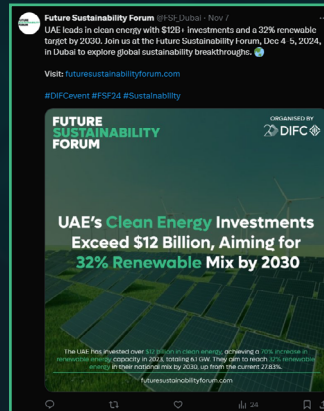 Future Sustainability Forum @FSF_Dubai · Nov 7
UAE leads in clean energy with $12B+ investments and a 32% renewable
target by 2030. Join us at the Future Sustainability Forum, Dec 4-5, 2024,
in Dubai to explore global sustainability breakthroughs.
Visit: futuresustainabilityforum.com
#DIFCevent #FSF24 #Sustainability
FUTURE
SUSTAINABILITY
FORUM
ORGANISED BY
DIFC
UAE's Clean Energy Investments
Exceed $12 Billion, Aiming for
32% Renewable Mix by 2030
The UAE has invested over $12 billion in clean energy, achieving a 70% increase in
renewable energy capacity in 2023, totaling 6.1 GW. They aim to reach 32% renewable
energy in their national mix by 2030, up from the current 27.83%.
futuresustainabilityforum.com
24